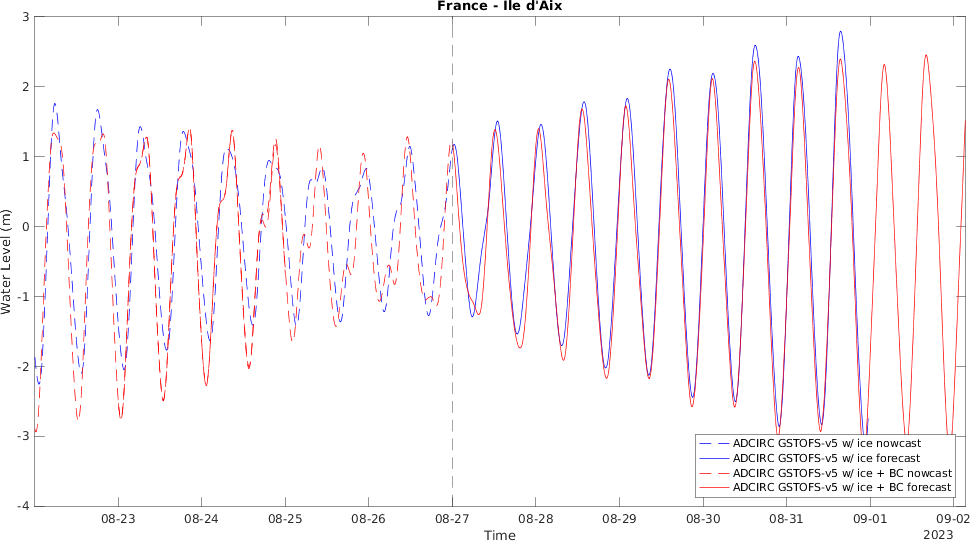 France - Ile d'Aix
3
2
1
0
-1
-2
-3
-4
Water Level (m)
08-23 08-24 08-25 08-26 08-27 08-28 08-29 08-30 08-31 09-01 09-02
Time
2023
ADCIRC GSTOFS-v5 w/ ice nowcast
ADCIRC GSTOFS-v5 w/ ice forecast
ADCIRC GSTOFS-v5 w/ ice + BC nowcast
ADCIRC GSTOFS-v5 w/ ice + BC forecast